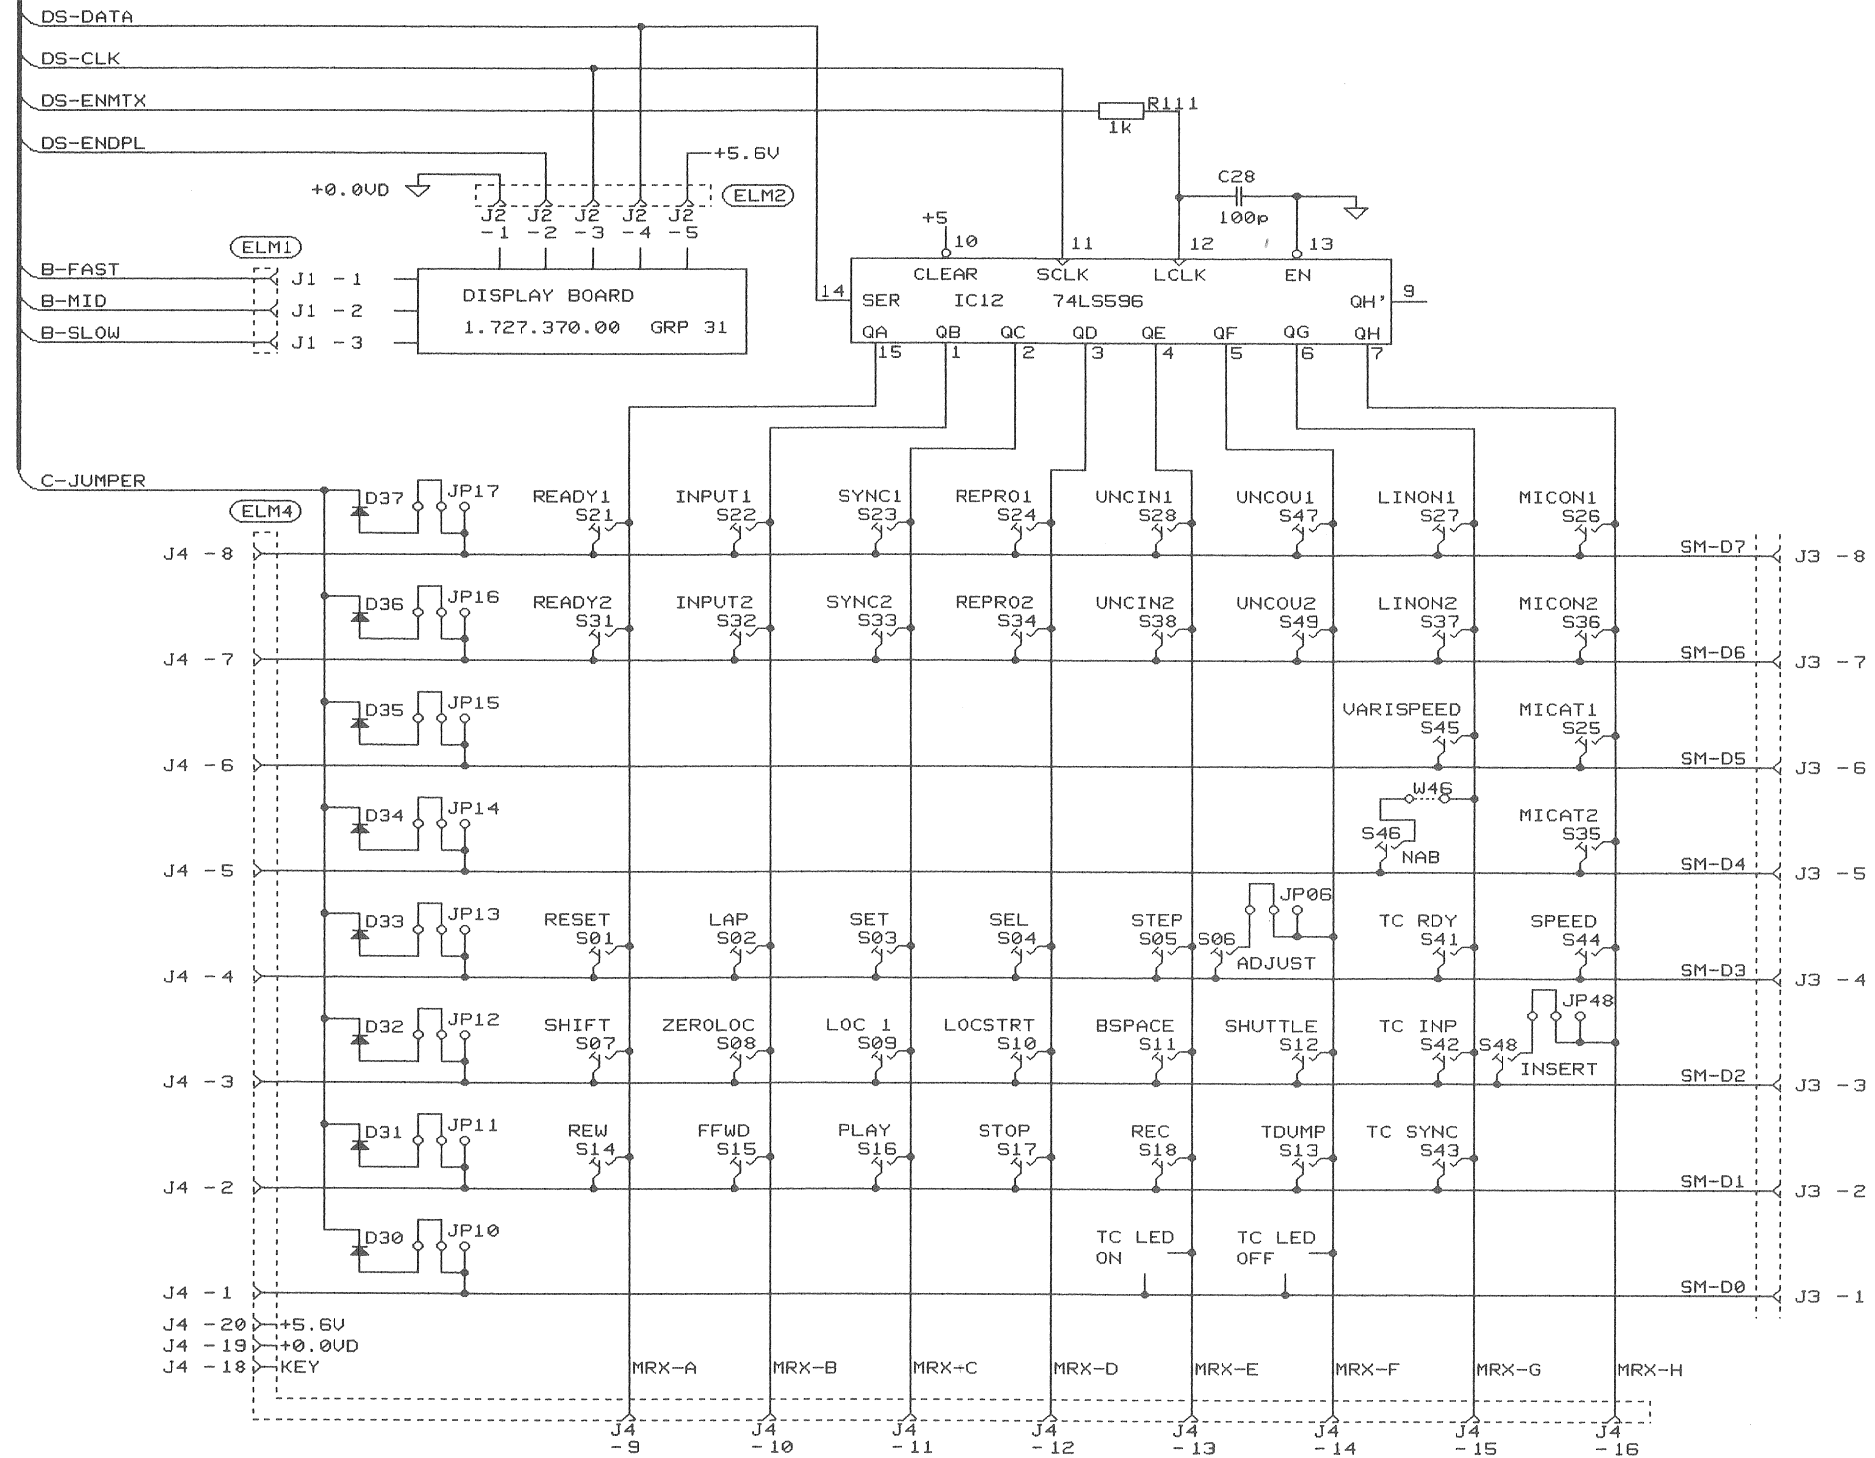 DS-DATA
DS-CLK
DS-ENMTX
R111
1k
DS-ENDPL
+5.6V
+0.0VD
ELM2
C28
100p
J2 J2 J2 J2 J2
-1 -2 -3 -4 -5
+5
10 11 12 13
ELM1
B-FAST J1 -1
B-MID J1 -2
B-SLOW J1 -3
DISPLAY BOARD
1.727.370.00 GRP 31
CLEAR SCLK LCLK EN
14 SER IC12 74LS596 QH' 9
QA QB QC QD QE QF QG QH
15 1 2 3 4 5 6 7
C-JUMPER
ELM4
D37 JP17 READY1 INPUT1 SYNC1 REPRO1 UNCIN1 UNCOU1 LINON1 MICON1
S21 S22 S23 S24 S28 S47 S27 S26
J4 -8 SM-D7 J3 -8
D36 JP16 READY2 INPUT2 SYNC2 REPRO2 UNCIN2 UNCOU2 LINON2 MICON2
S31 S32 S33 S34 S38 S49 S37 S36
J4 -7 SM-D6 J3 -7
D35 JP15 VARISPEED MICAT1
S45 S25
J4 -6 SM-D5 J3 -6
W46
D34 JP14 MICAT2
S46 S35
NAB
J4 -5 SM-D4 J3 -5
JP06
D33 JP13 RESET LAP SET SEL STEP TC RDY SPEED
S01 S02 S03 S04 S05 S06 S41 S44
ADJUST
J4 -4 SM-D3 J3 -4
JP48
D32 JP12 SHIFT ZEROLOC LOC 1 LOCSTRT BSPACE SHUTTLE TC INP
S07 S08 S09 S10 S11 S12 S42 S48
INSERT
J4 -3 SM-D2 J3 -3
D31 JP11 REW FFWD PLAY STOP REC TDUMP TC SYNC
S14 S15 S16 S17 S18 S13 S43
J4 -2 SM-D1 J3 -2
D30 JP10 TC LED TC LED
ON OFF
J4 -1 SM-D0 J3 -1
J4 -20 +5.6V
J4 -19 +0.0VD
J4 -18 KEY
MRX-A MRX-B MRX+C MRX-D MRX-E MRX-F MRX-G MRX-H
J4 J4 J4 J4 J4 J4 J4 J4
-9 -10 -11 -12 -13 -14 -15 -16